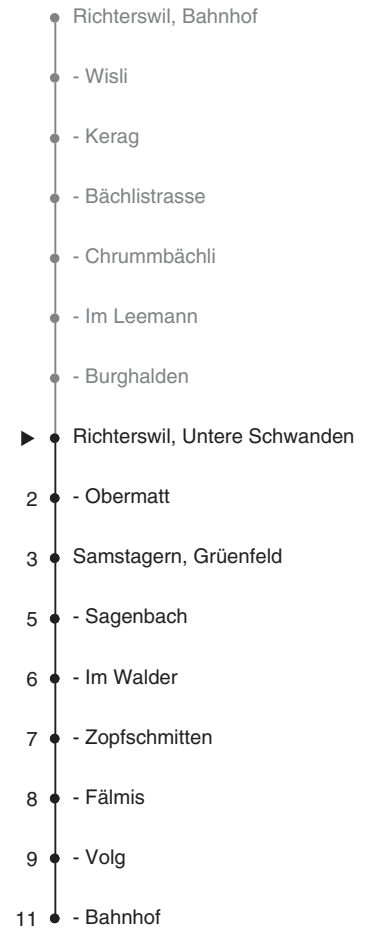 Richterswil, Bahnhof
- Wisli
- Kerag
- Bächlistrasse
- Chrummbächli
- Im Leemann
- Burghalden
Richterswil, Untere Schwanden
2 - Obermatt
3 Samstagern, Grüenfeld
5 - Sagenbach
6 - Im Walder
7 - Zopfschmitten
8 - Fälmis
9 - Volg
11 - Bahnhof